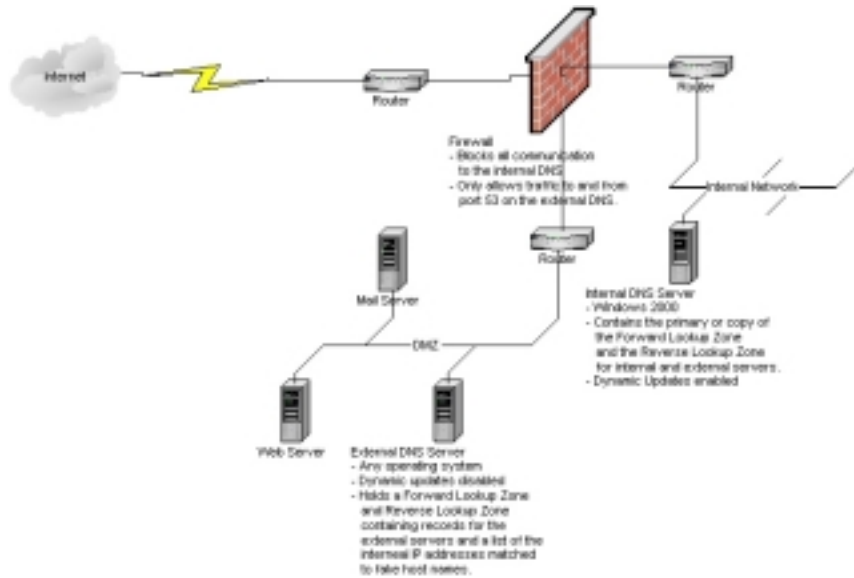 Internet
Router
Router
Firewall
- Blocks all communication
to the internal DNS
- Only allows traffic to and from
port 53 on the external DNS.
Internal Network
Router
Mail Server
Internal DNS Server
- Windows 2000
- Contains the primary or copy of
the Forward Lookup Zone
and the Reverse Lookup Zone
for internal and external servers.
- Dynamic Updates enabled
DMZ
Web Server
External DNS Server
- Any operating system
- Dynamic updates disabled
- Holds a Forward Lookup Zone
and Reverse Lookup Zone
containing records for the
external servers and a list of the
interneal IP addresses matched
to fake host names.